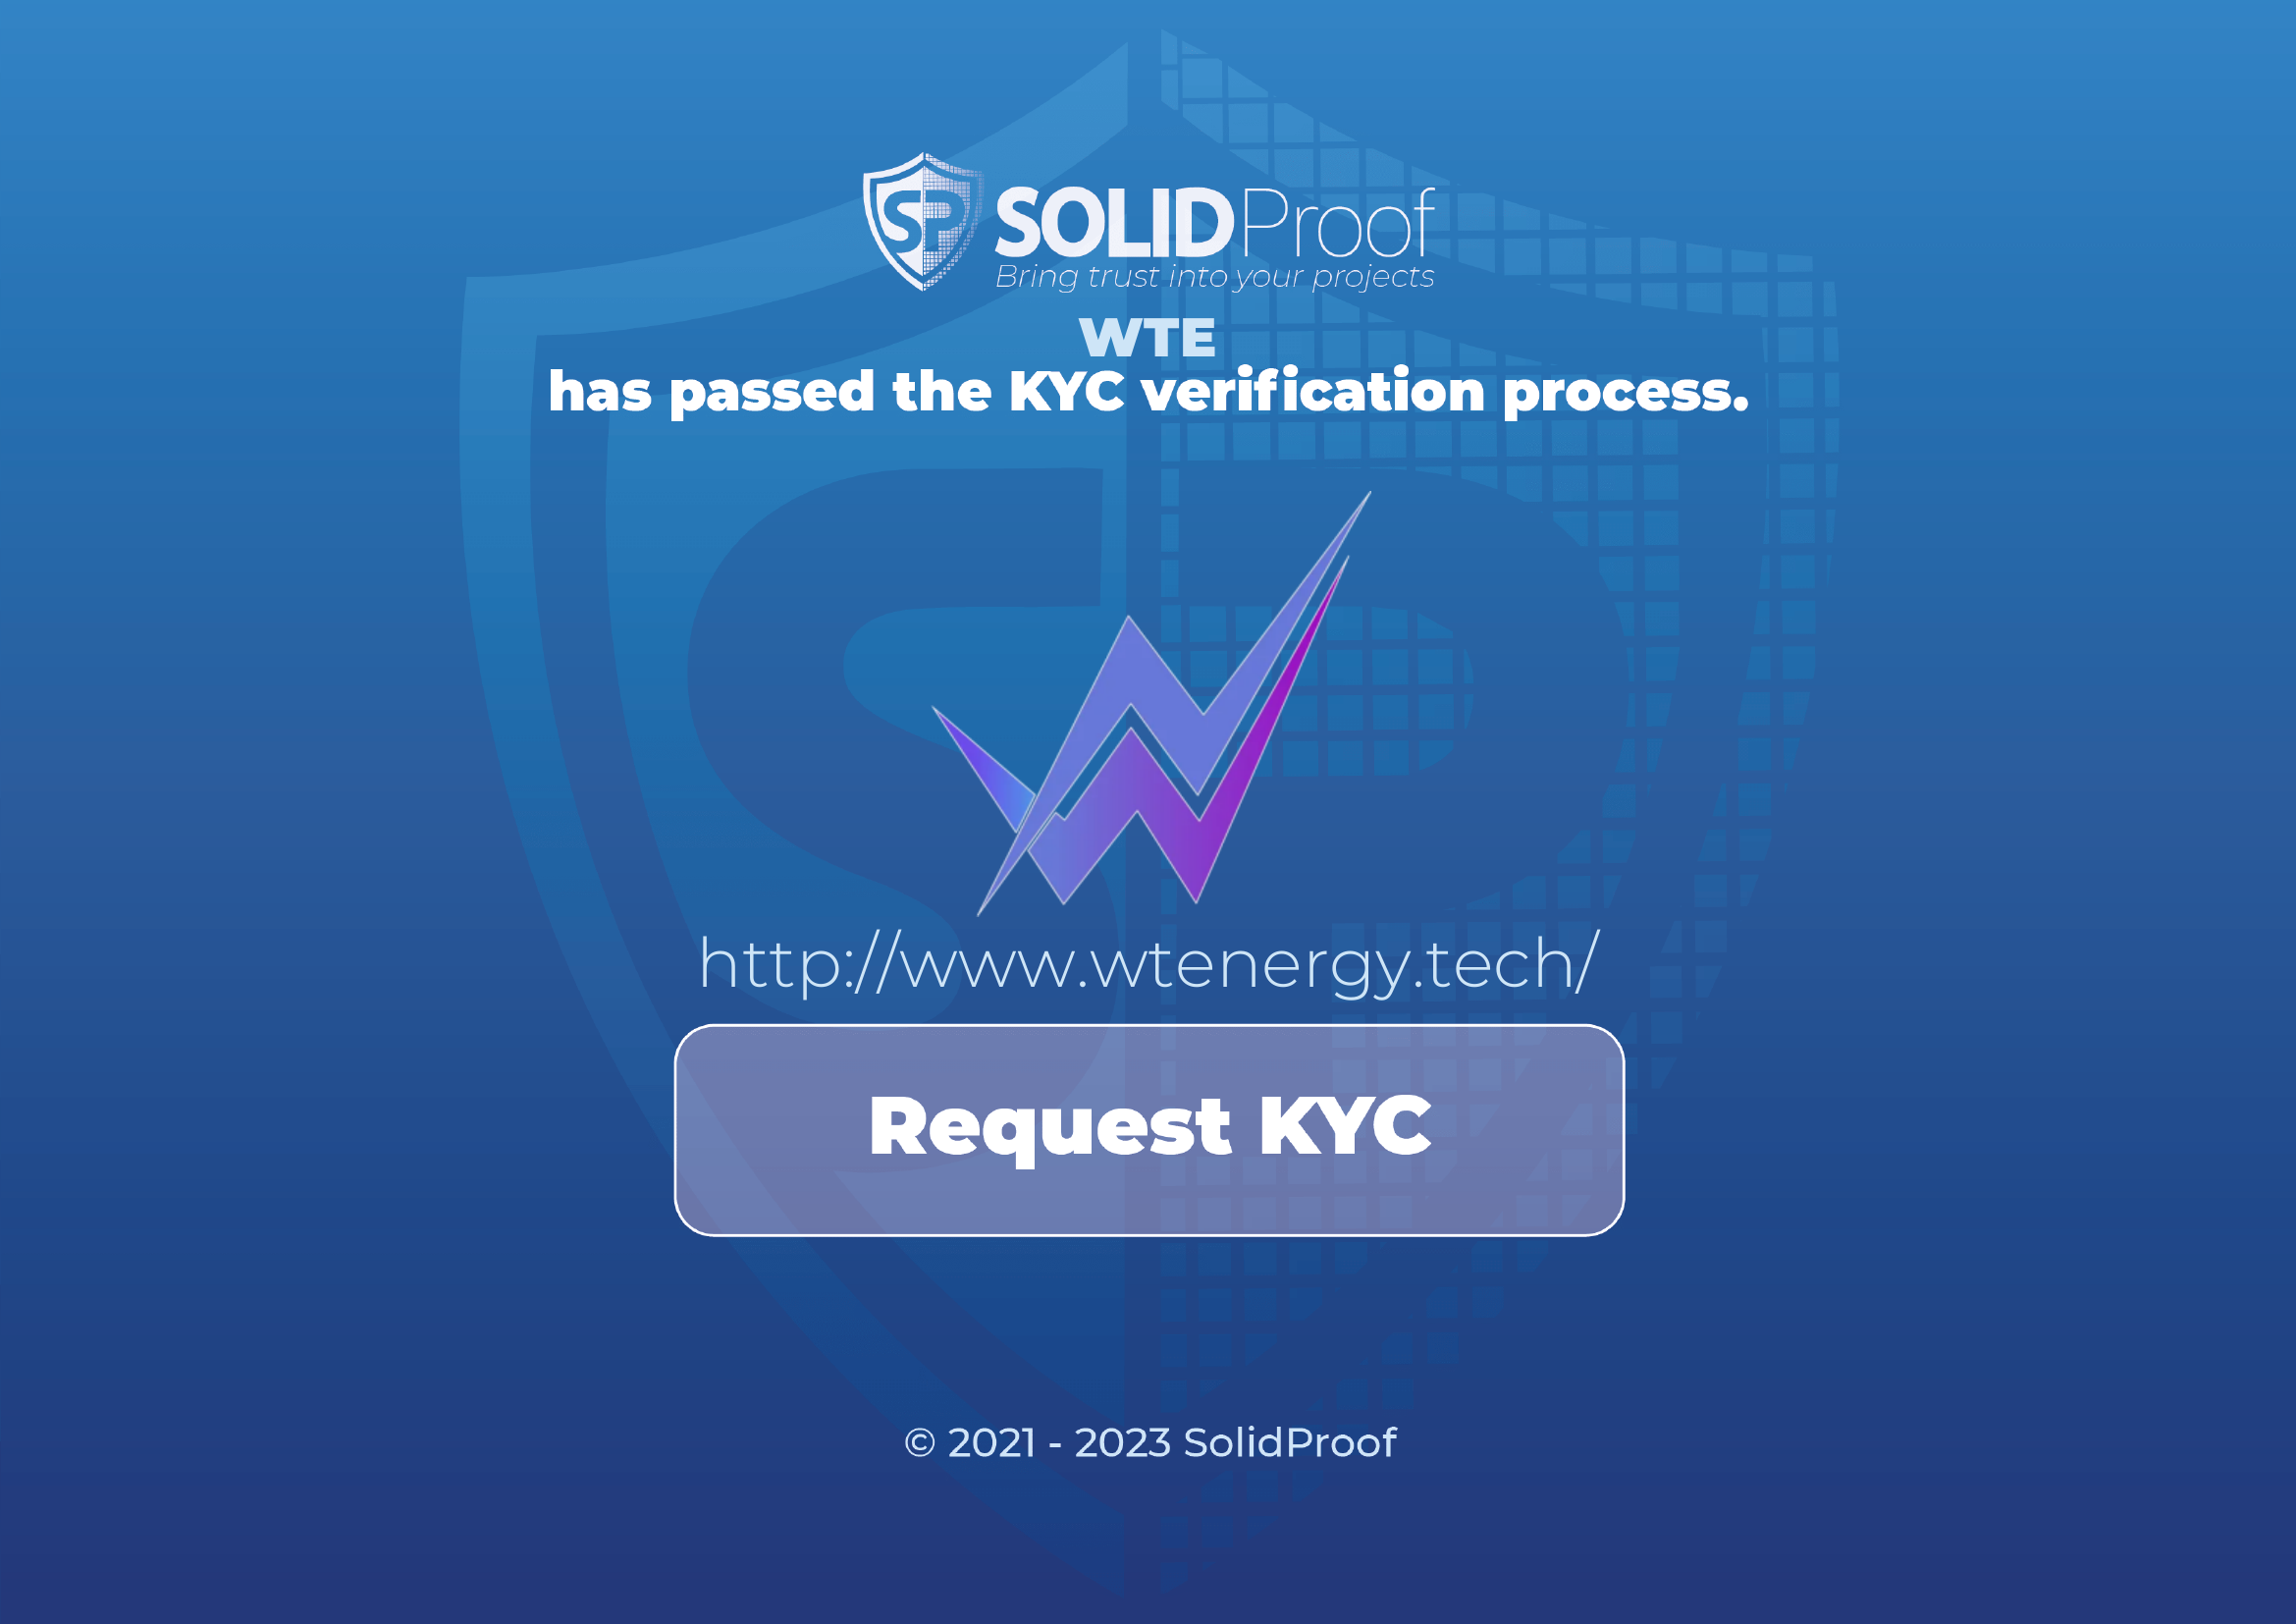 SP SOLIDProof
Bring trust into your projects
WTE
has passed the KYC verification process.
http://www.wtenergy.tech/
Request KYC
© 2021 - 2023 SolidProof